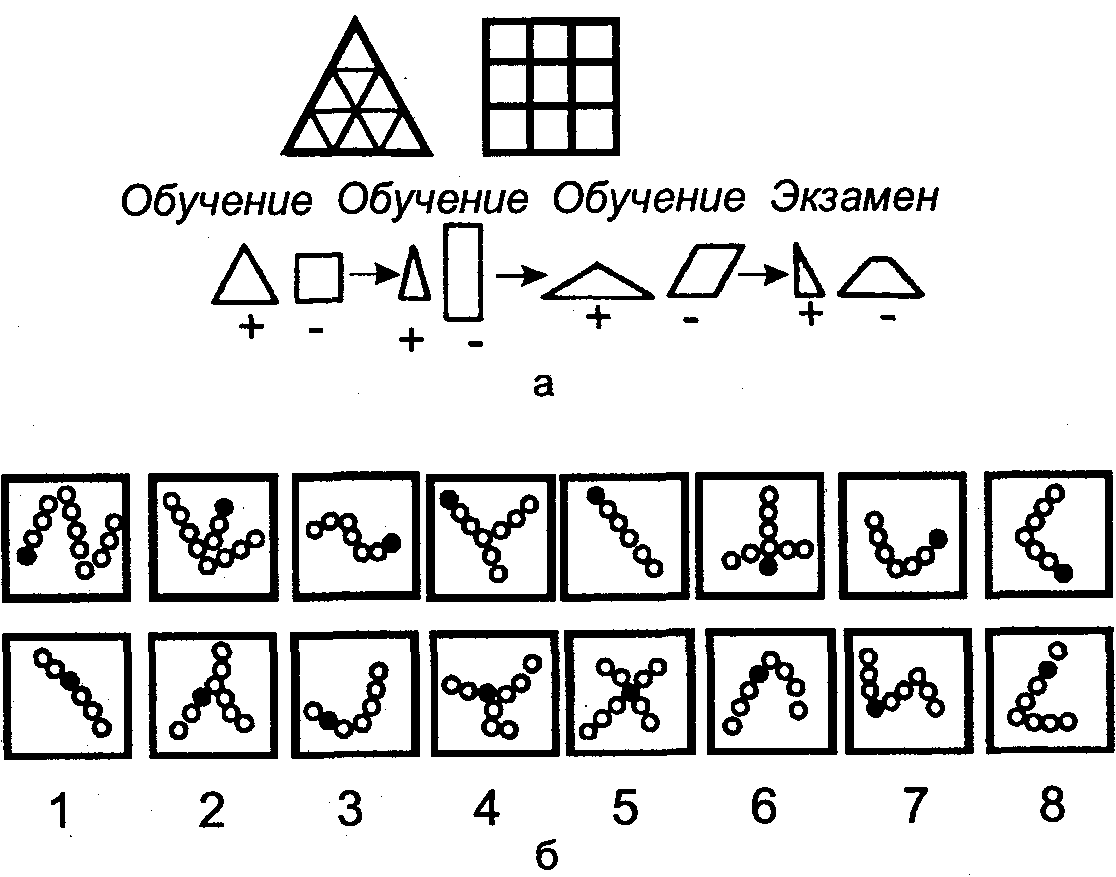 Обучение Обучение Обучение Экзамен
+ - + - + - + -
а
1 2 3 4 5 6 7 8
б